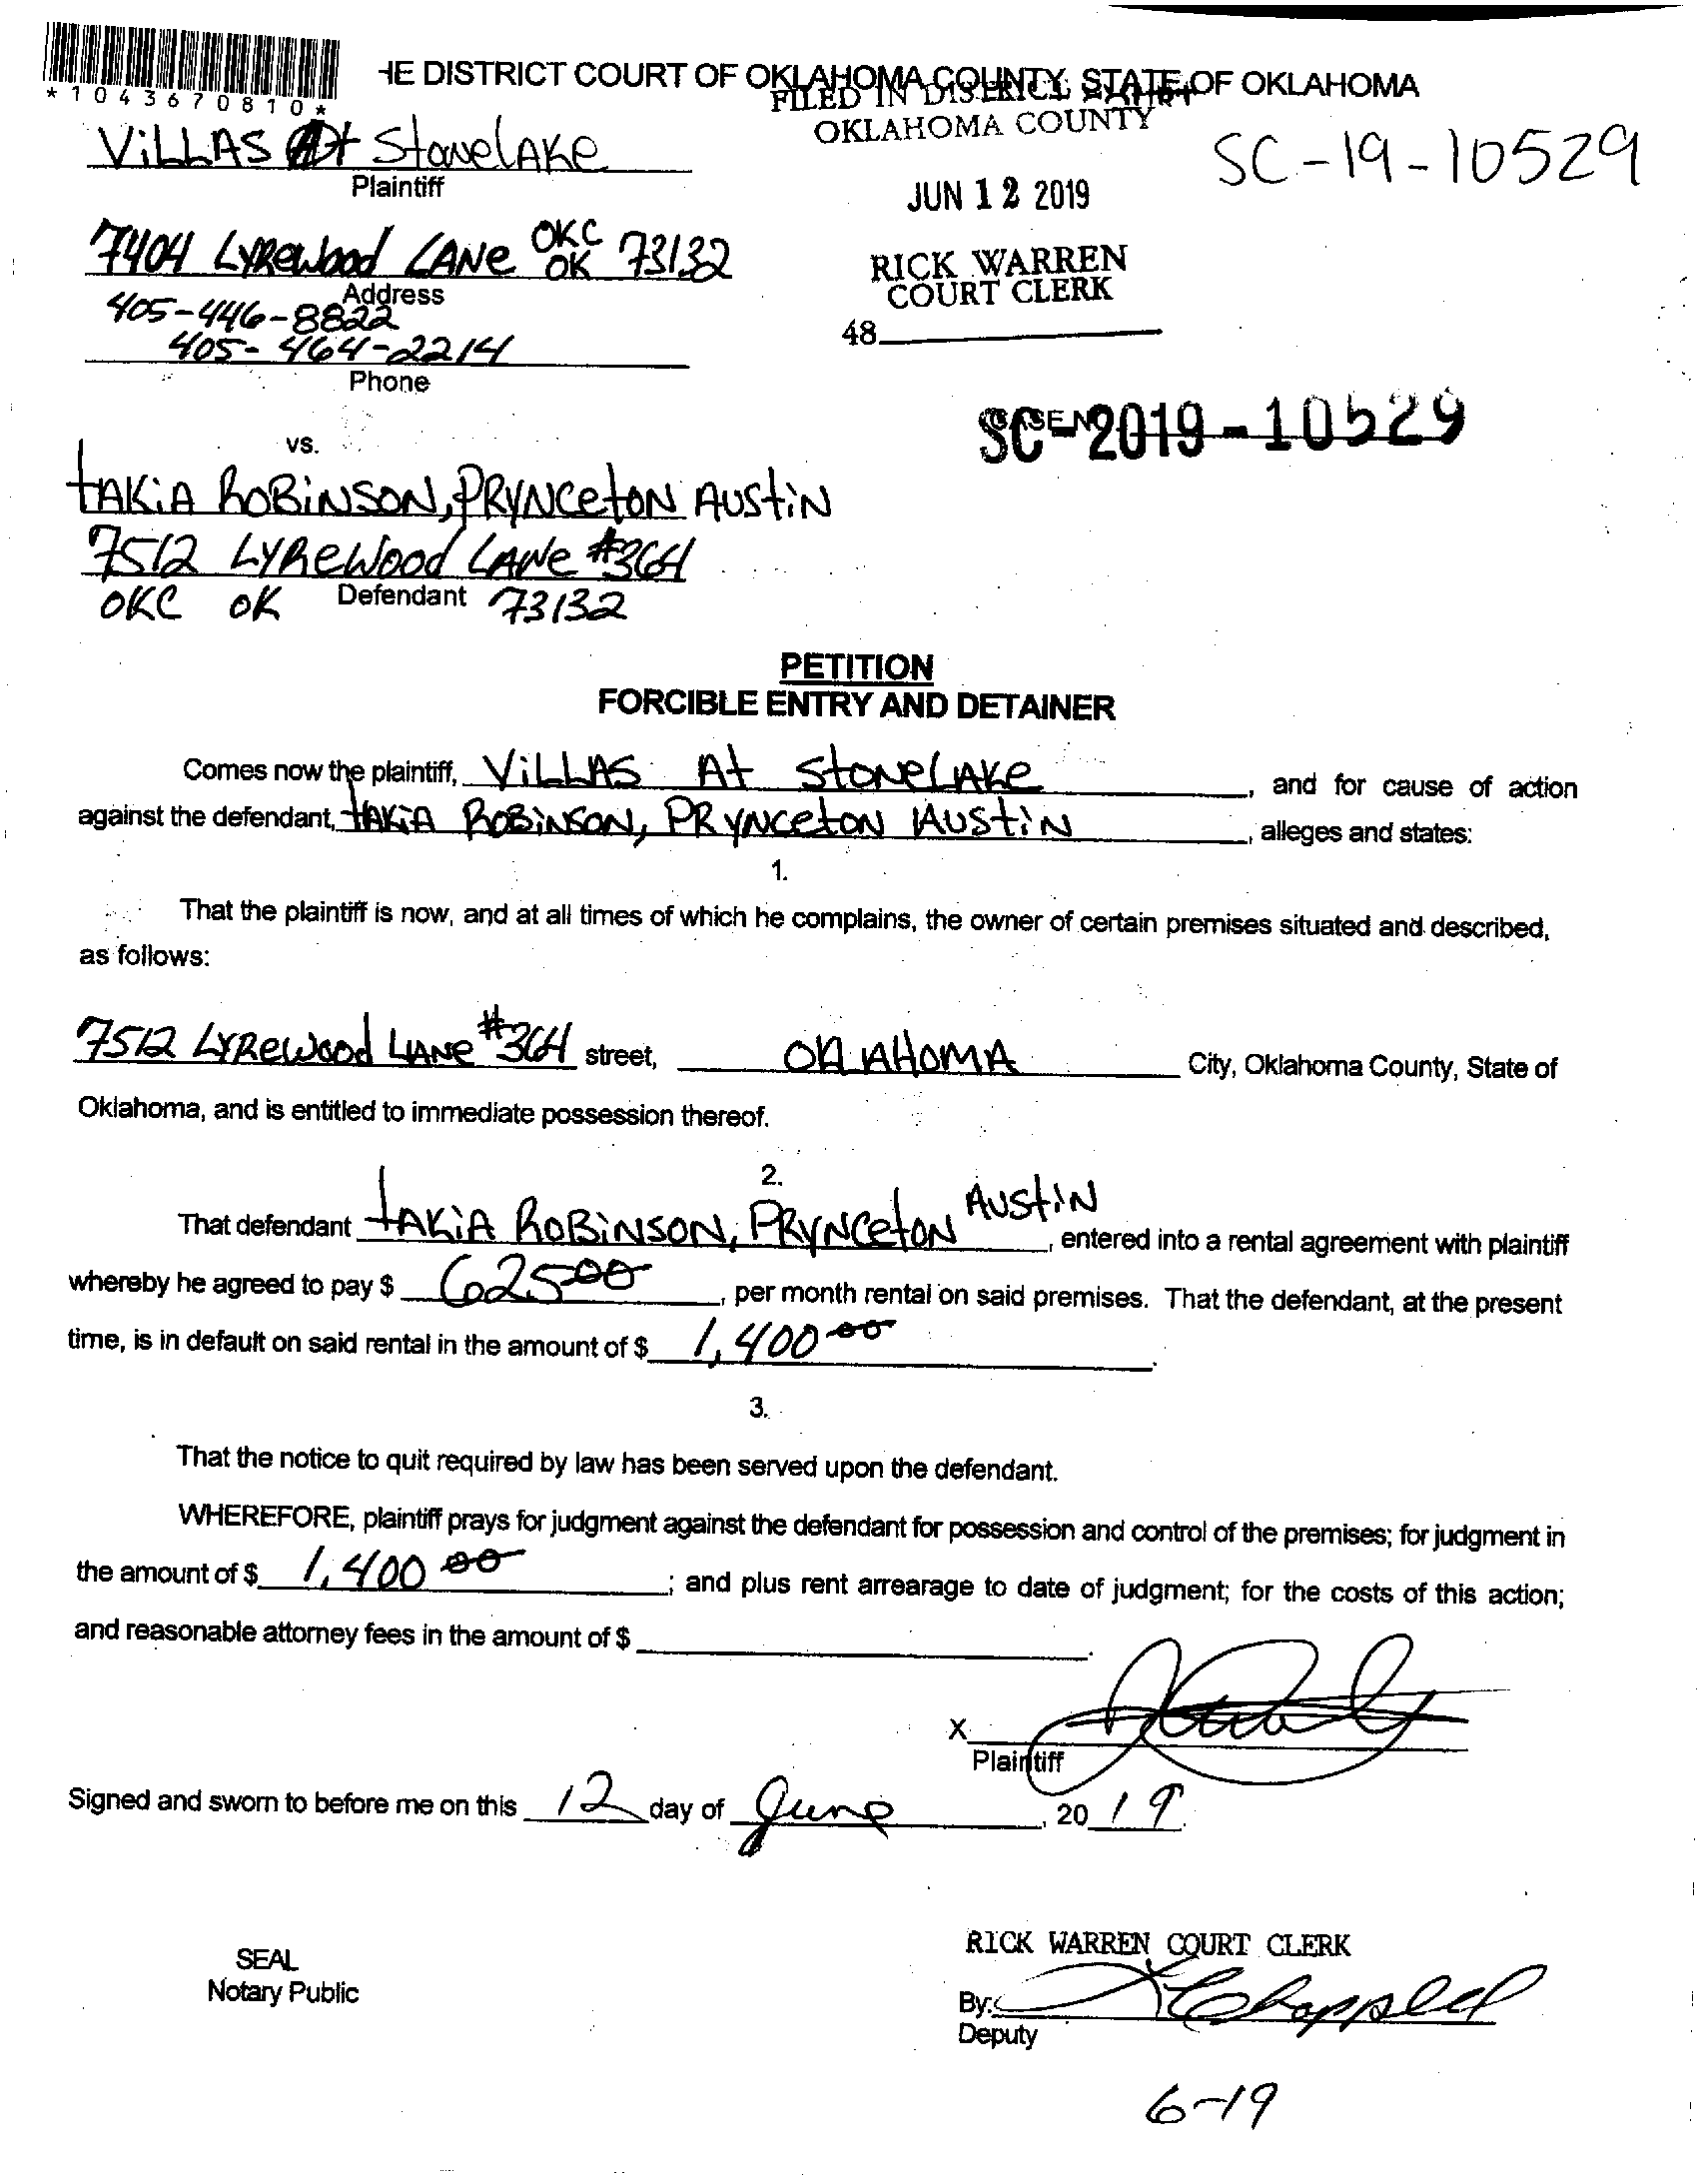 HE DISTRICT COURT OF OKLAHOMA COUNTY, STATE OF OKLAHOMA
*1043670810*
FILED IN DISTRICT COURT
OKLAHOMA COUNTY
VILLAS At StoneLAKe
Plaintiff
SC-19-10529
JUN 12 2019
7404 LyRewood LANe OKC OK 73132
Address
RICK WARREN
COURT CLERK
405-446-8822
405-464-2214
Phone
48
SC-2019-10529
vs.
tAKiA RoBiNSON, PRYNCetoN AUStiN
7512 LYRewood LANe #364
Defendant
OKC OK 73132
PETITION
FORCIBLE ENTRY AND DETAINER
Comes now the plaintiff, ViLLAS At StoneLAKe, and for cause of action
against the defendant, tAKiA RoBiNSON, PRYNCetoN AUStiN, alleges and states:
1.
That the plaintiff is now, and at all times of which he complains, the owner of certain premises situated and described,
as follows:
7512 LYRewood LANe #364 street, OKLAHOMA City, Oklahoma County, State of
Oklahoma, and is entitled to immediate possession thereof.
2.
That defendant tAKiA RoBiNSON, PRYNCetoN AUStiN, entered into a rental agreement with plaintiff
whereby he agreed to pay $ 625 00, per month rental on said premises. That the defendant, at the present
time, is in default on said rental in the amount of $ 1,400 00.
3.
That the notice to quit required by law has been served upon the defendant.
WHEREFORE, plaintiff prays for judgment against the defendant for possession and control of the premises; for judgment in
the amount of $ 1,400 00; and plus rent arrearage to date of judgment; for the costs of this action;
and reasonable attorney fees in the amount of $
X
Plaintiff
Signed and sworn to before me on this 12 day of June, 2019.
SEAL
Notary Public
RICK WARREN COURT CLERK
By:
Deputy
6-19